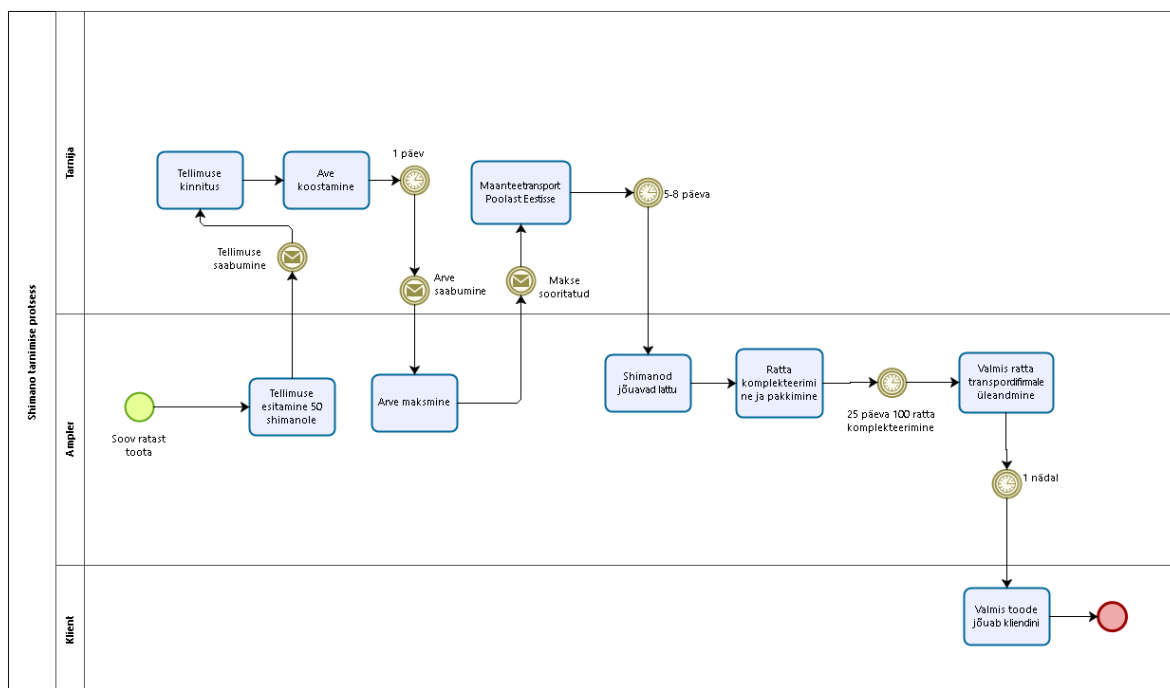 Shimano tarnimise protsess
Tarnija
Tellimuse
kinnitus
Ave
koostamine
1 päev
Maanteetransport
Poolast Eestisse
5-8 päeva
Tellimuse
saabumine
Arve
saabumine
Makse
sooritatud
Ampler
Soov ratast
toota
Tellimuse
esitamine 50
shimanole
Arve maksmine
Shimanod
jõuavad lattu
Ratta
komplekteerimi
ne ja pakkimine
25 päeva 100 ratta
komplekteerimine
Valmis ratta
transpordifirmale
üleandmine
1 nädal
Klient
Valmis toode
jõuab kliendini